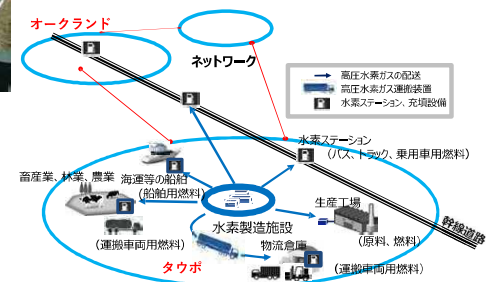 オークランド
ネットワーク
高圧水素ガスの配送
高圧水素ガス運搬装置
水素ステーション、充填設備
水素ステーション
（バス、トラック、乗用車用燃料）
畜産業、林業、農業
海運等の船舶
（船舶用燃料）
生産工場
水素製造施設
（原料、燃料）
幹線道路
（運搬車両用燃料）
物流倉庫
タウポ
（運搬車両用燃料）